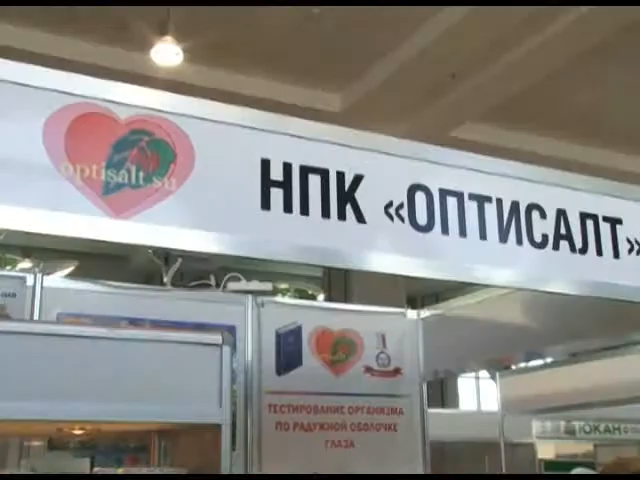 optisalt.su
НПК «ОПТИСАЛТ»
ТЕСТИРОВАНИЕ ОРГАНИЗМА
ПО РАДУЖНОЙ ОБОЛОЧКЕ
ГЛАЗА
ЮКАН